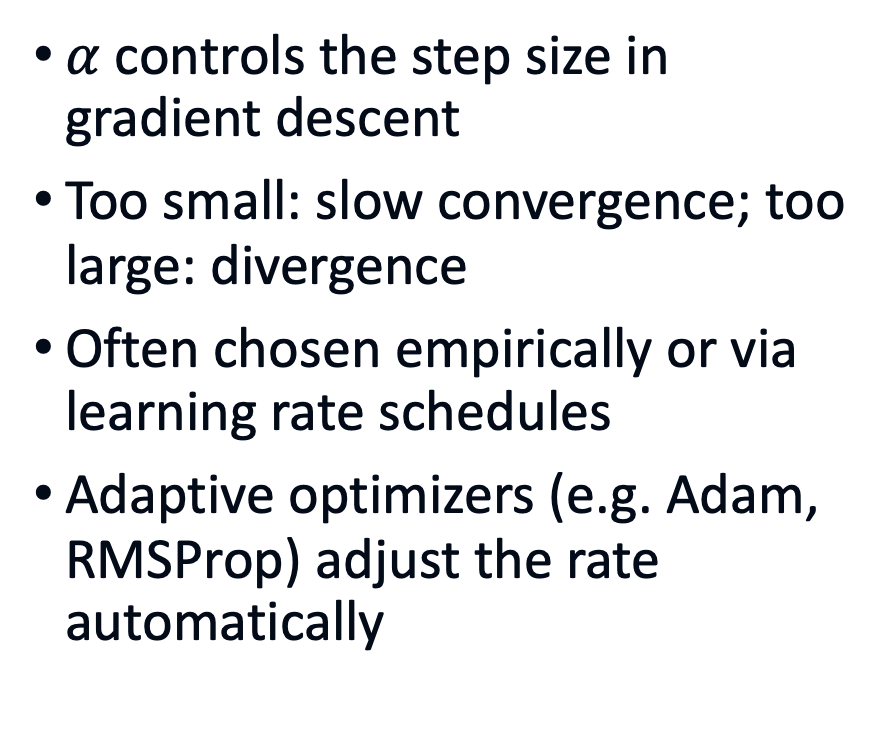 • α controls the step size in
gradient descent
• Too small: slow convergence; too
large: divergence
• Often chosen empirically or via
learning rate schedules
• Adaptive optimizers (e.g. Adam,
RMSProp) adjust the rate
automatically